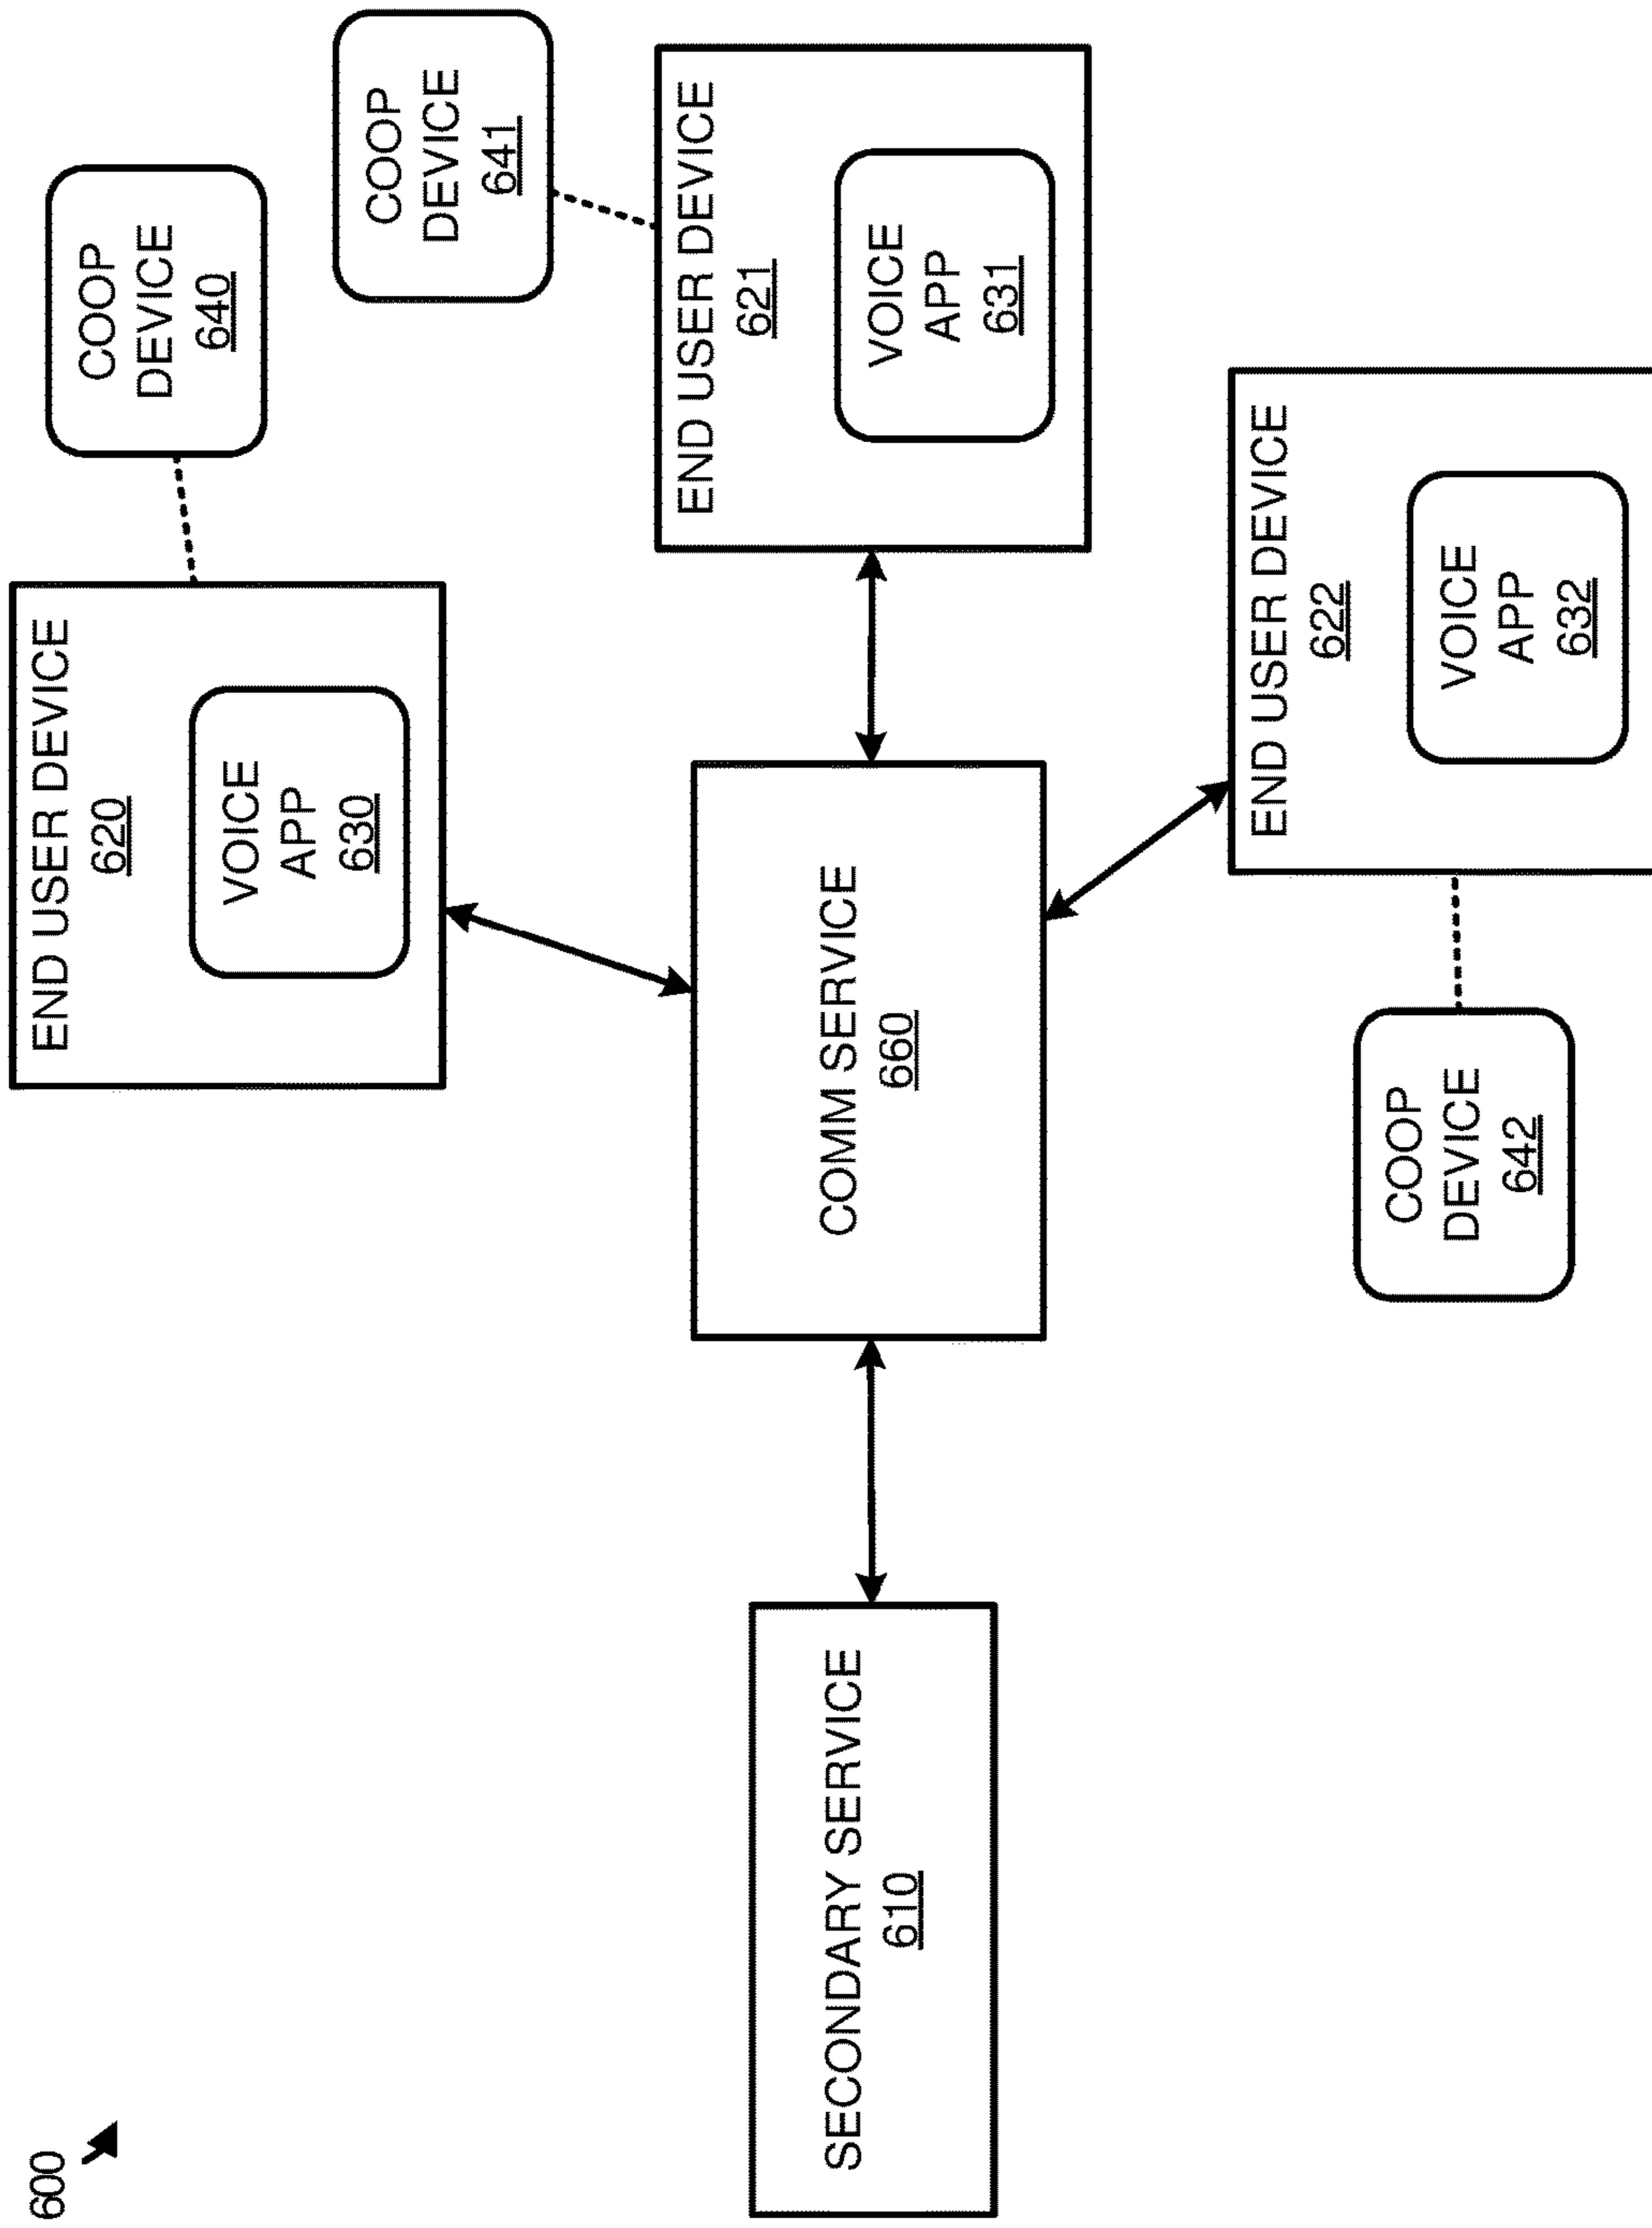 600
END USER DEVICE
620
VOICE
APP
630
COOP
DEVICE
640
COOP
DEVICE
641
END USER DEVICE
621
VOICE
APP
631
SECONDARY SERVICE
610
COMM SERVICE
660
END USER DEVICE
622
VOICE
APP
632
COOP
DEVICE
642